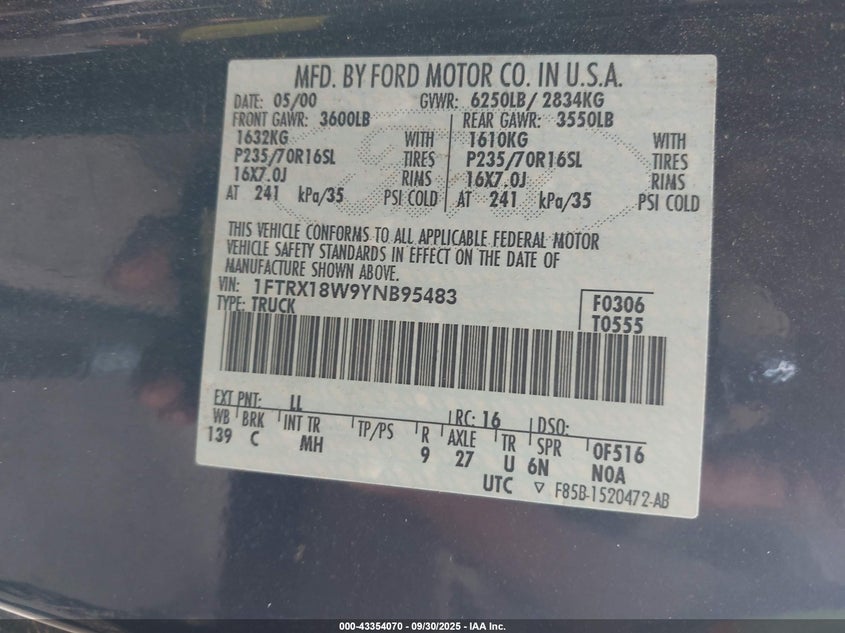 MFD. BY FORD MOTOR CO. IN U.S.A.
DATE: 05/00 GVWR: 6250LB/ 2834KG
FRONT GAWR: 3600LB REAR GAWR: 3550LB
1632KG WITH 1610KG WITH
P235/70R16SL TIRES P235/70R16SL TIRES
16X7.0J RIMS 16X7.0J RIMS
AT 241 kPa/35 PSI COLD AT 241 kPa/35 PSI COLD
THIS VEHICLE CONFORMS TO ALL APPLICABLE FEDERAL MOTOR
VEHICLE SAFETY STANDARDS IN EFFECT ON THE DATE OF
MANUFACTURE SHOWN ABOVE.
VIN: 1FTRX18W9YNB95483 F0306
TYPE: TRUCK T0555
EXT PNT: LL RC: 16 DSO:
WB BRK INT TR TP/PS R AXLE TR SPR 0F516
139 C MH 9 27 U 6N N0A
UTC ▽ F85B-1520472-AB
000-43354070 - 09/30/2025 - IAA Inc.